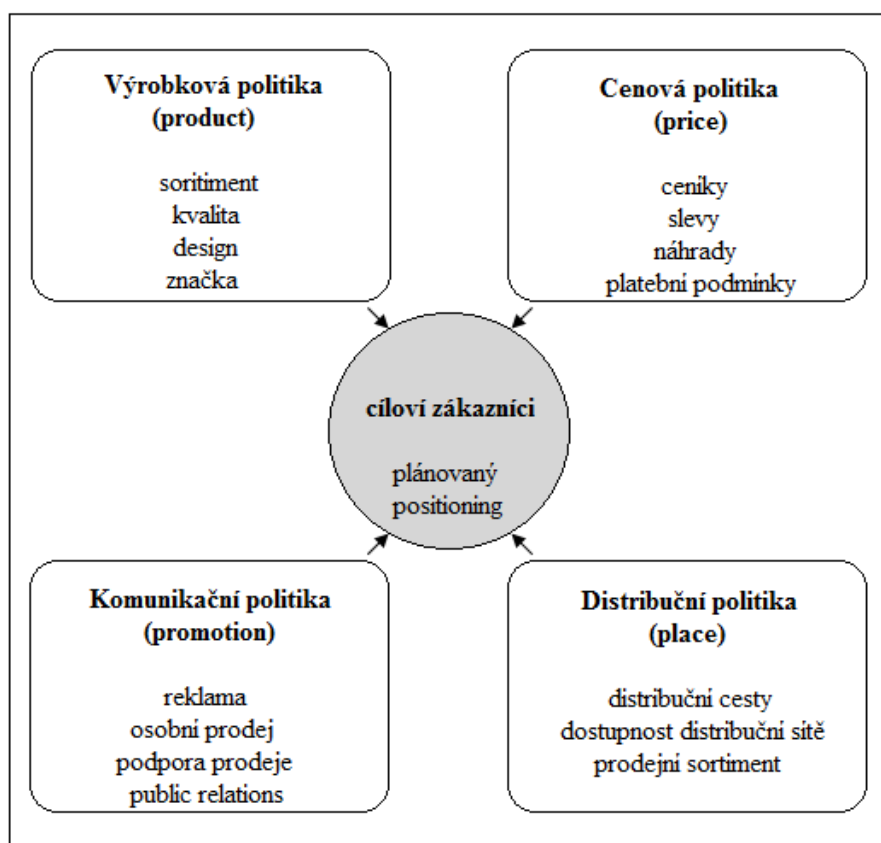 Výrobková politika
(product)
soritiment
kvalita
design
značka
Cenová politika
(price)
ceníky
slevy
náhrady
platební podmínky
cíloví zákazníci
plánovaný
positioning
Komunikační politika
(promotion)
reklama
osobní prodej
podpora prodeje
public relations
Distribuční politika
(place)
distribuční cesty
dostupnost distribuční sítě
prodejní sortiment